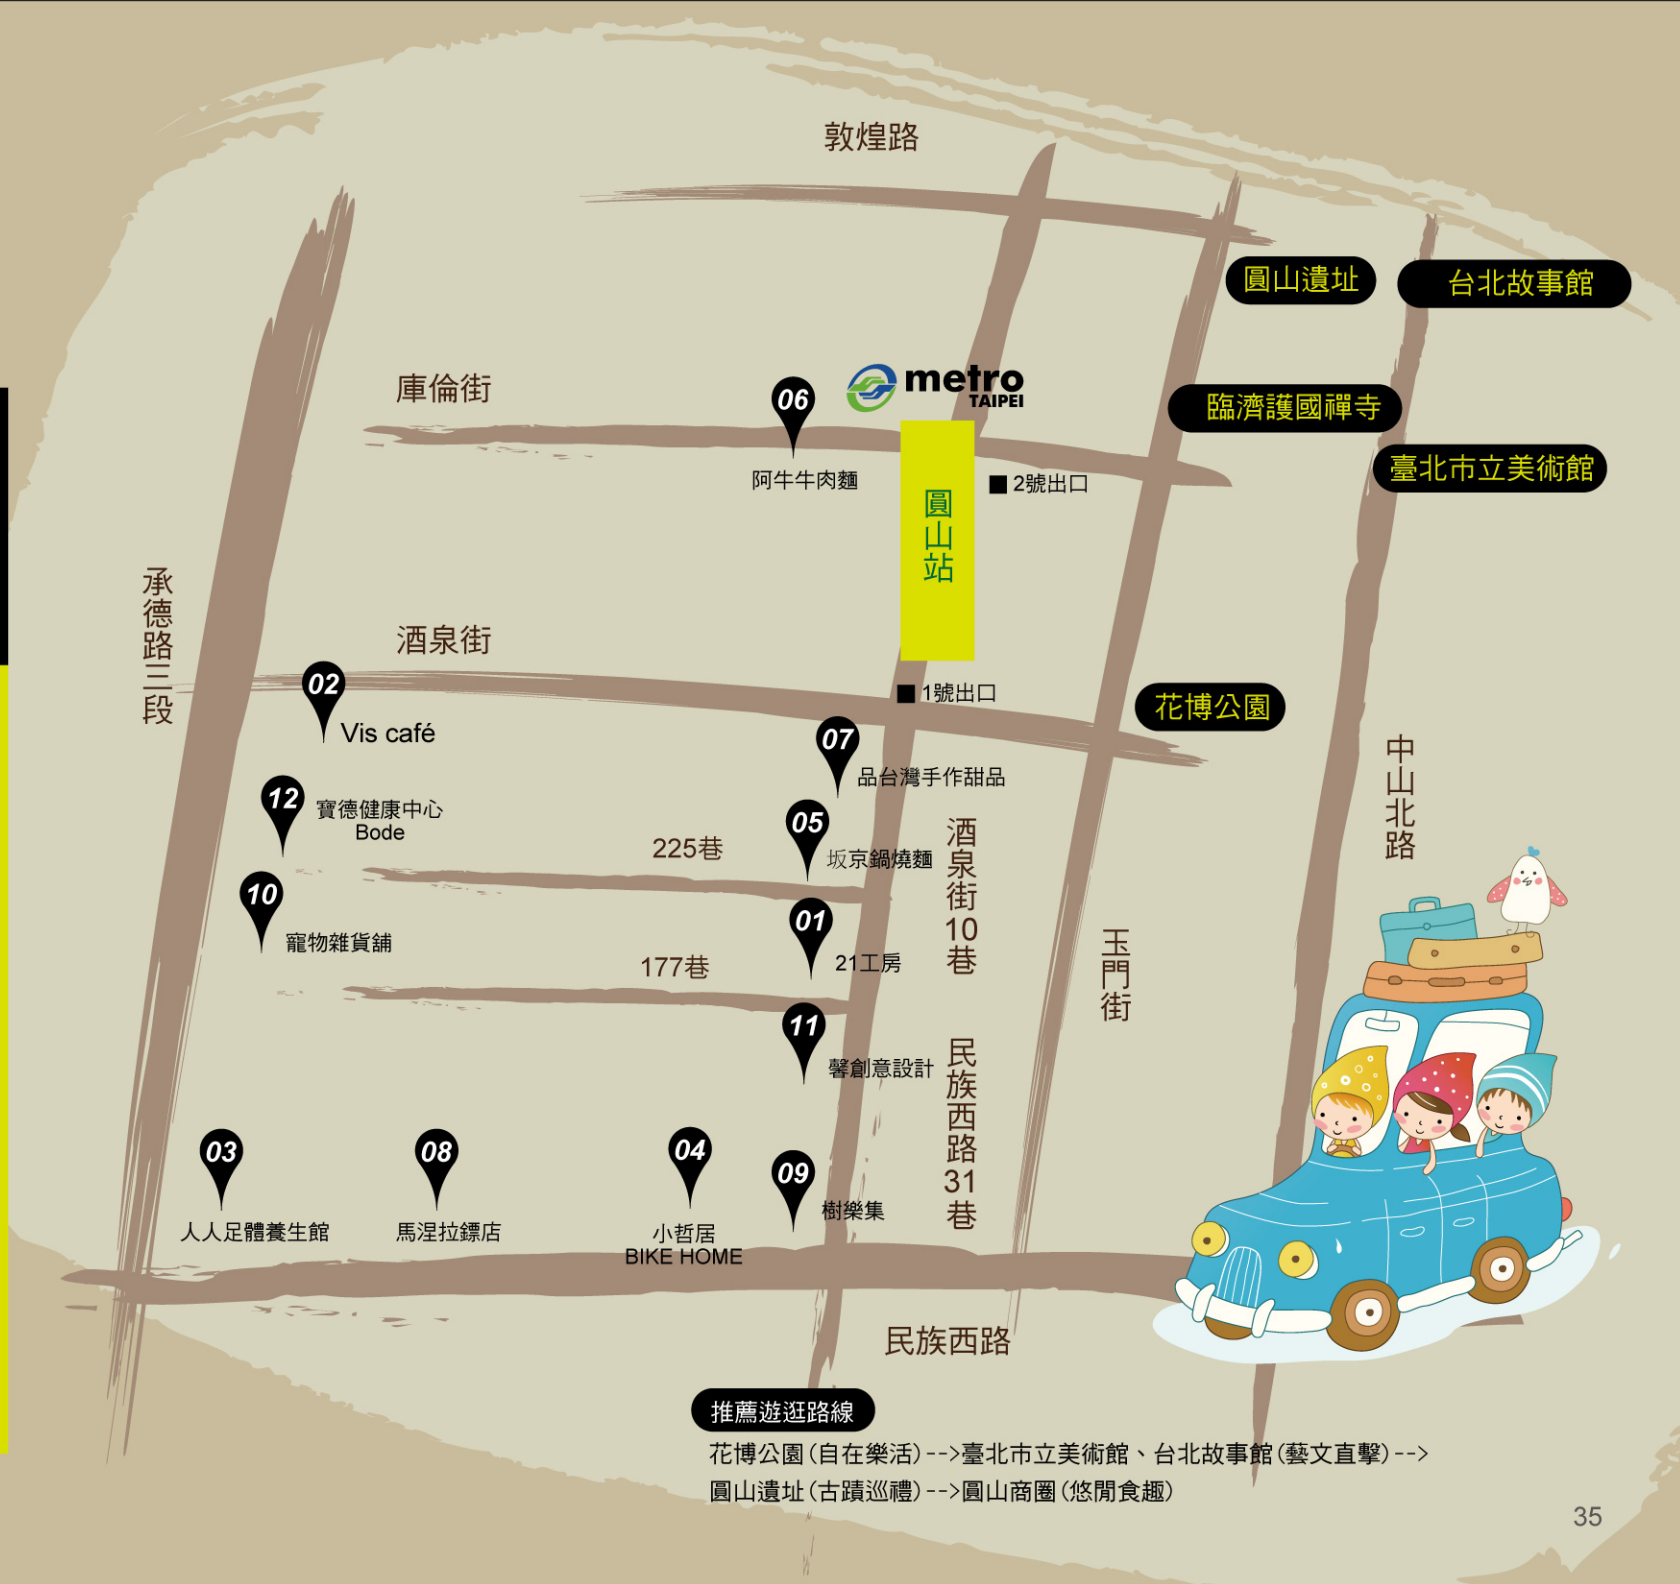 敦煌路
圓山遺址
台北故事館
metro
TAIPEI
庫倫街
06
臨濟護國禪寺
阿牛牛肉麵
2號出口
臺北市立美術館
圓山站
承德路三段
酒泉街
02
1號出口
花博公園
Vis café
07
品台灣手作甜品
中山北路
12
寶德健康中心
Bode
05
225巷
坂京鍋燒麵
酒泉街10巷
10
寵物雜貨舖
01
177巷
21工房
玉門街
11
馨創意設計
民族西路31巷
03
08
04
09
人人足體養生館
馬涅拉鏢店
小哲居
BIKE HOME
樹樂集
民族西路
推薦遊逛路線
花博公園(自在樂活)-->臺北市立美術館、台北故事館(藝文直擊)-->
圓山遺址(古蹟巡禮)-->圓山商圈(悠閒食趣)
35